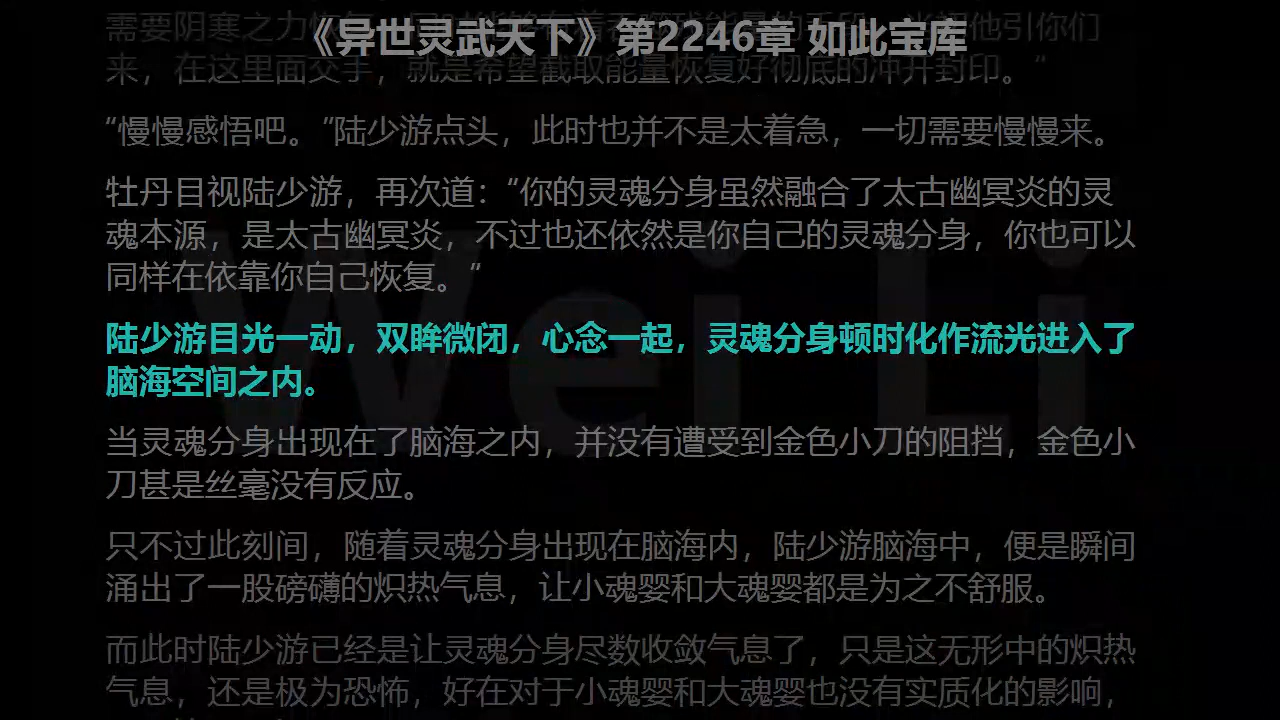 《异世灵武天下》第2246章 如此宝库
来，在这里面交手，就是希望截取能量恢复好彻底的冲开封印。”
“慢慢感悟吧。”陆少游点头，此时也并不是太着急，一切需要慢慢来。
牡丹目视陆少游，再次道：“你的灵魂分身虽然融合了太古幽冥炎的灵
魂本源，是太古幽冥炎，不过也还依然是你自己的灵魂分身，你也可以
同样在依靠你自己恢复。”
陆少游目光一动，双眸微闭，心念一起，灵魂分身顿时化作流光进入了
脑海空间之内。
当灵魂分身出现在了脑海之内，并没有遭受到金色小刀的阻挡，金色小
刀甚是丝毫没有反应。
只不过此刻间，随着灵魂分身出现在脑海内，陆少游脑海中，便是瞬间
涌出了一股磅礴的炽热气息，让小魂婴和大魂婴都是为之不舒服。
而此时陆少游已经是让灵魂分身尽数收敛气息了，只是这无形中的炽热
气息，还是极为恐怖，好在对于小魂婴和大魂婴也没有实质化的影响，
Wei Li